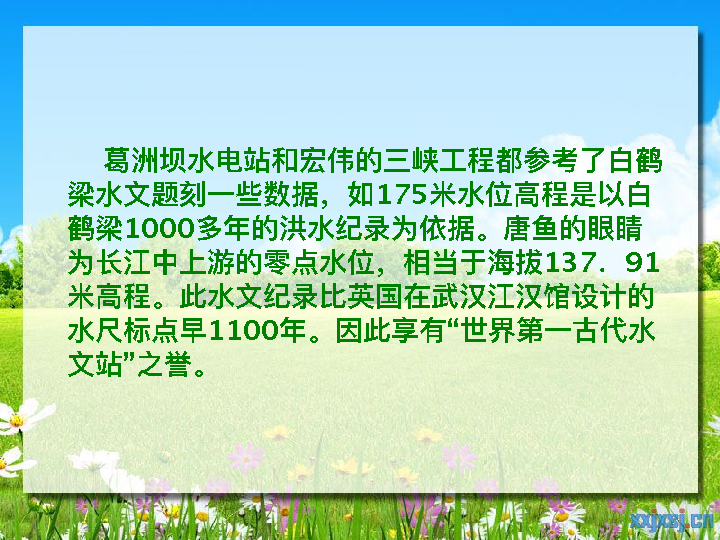 葛洲坝水电站和宏伟的三峡工程都参考了白鹤
梁水文题刻一些数据，如175米水位高程是以白
鹤梁1000多年的洪水纪录为依据。唐鱼的眼睛
为长江中上游的零点水位，相当于海拔137．91
米高程。此水文纪录比英国在武汉江汉馆设计的
水尺标点早1100年。因此享有“世界第一古代水
文站”之誉。
xxjxsj.cn